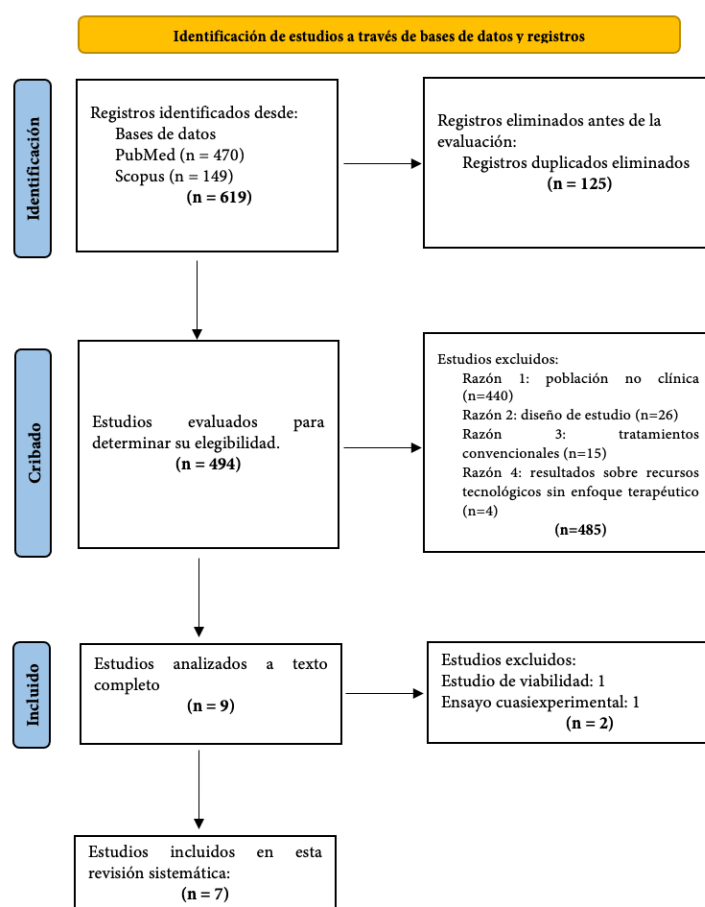 Identificación de estudios a través de bases de datos y registros
Identificación
Registros identificados desde:
Bases de datos
PubMed (n = 470)
Scopus (n = 149)
(n = 619)
Registros eliminados antes de la
evaluación:
Registros duplicados eliminados
(n = 125)
Cribado
Estudios evaluados para
determinar su elegibilidad.
(n = 494)
Estudios excluidos:
Razón 1: población no clínica
(n=440)
Razón 2: diseño de estudio (n=26)
Razón 3: tratamientos
convencionales (n=15)
Razón 4: resultados sobre recursos
tecnológicos sin enfoque terapéutico
(n=4)
(n=485)
Incluido
Estudios analizados a texto
completo
(n = 9)
Estudios excluidos:
Estudio de viabilidad: 1
Ensayo cuasiexperimental: 1
(n = 2)
Estudios incluidos en esta
revisión sistemática:
(n = 7)